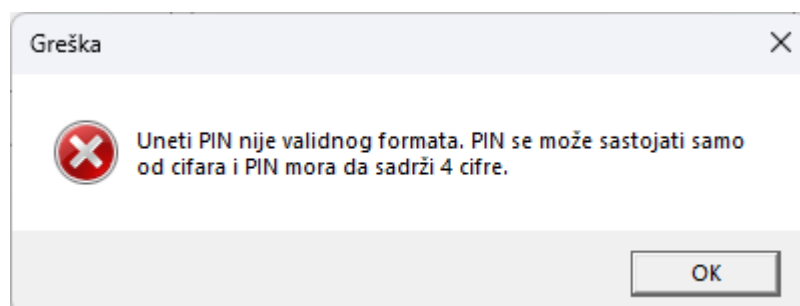 Greška
Uneti PIN nije validnog formata. PIN se može sastojati samo
od cifara i PIN mora da sadrži 4 cifre.
OK